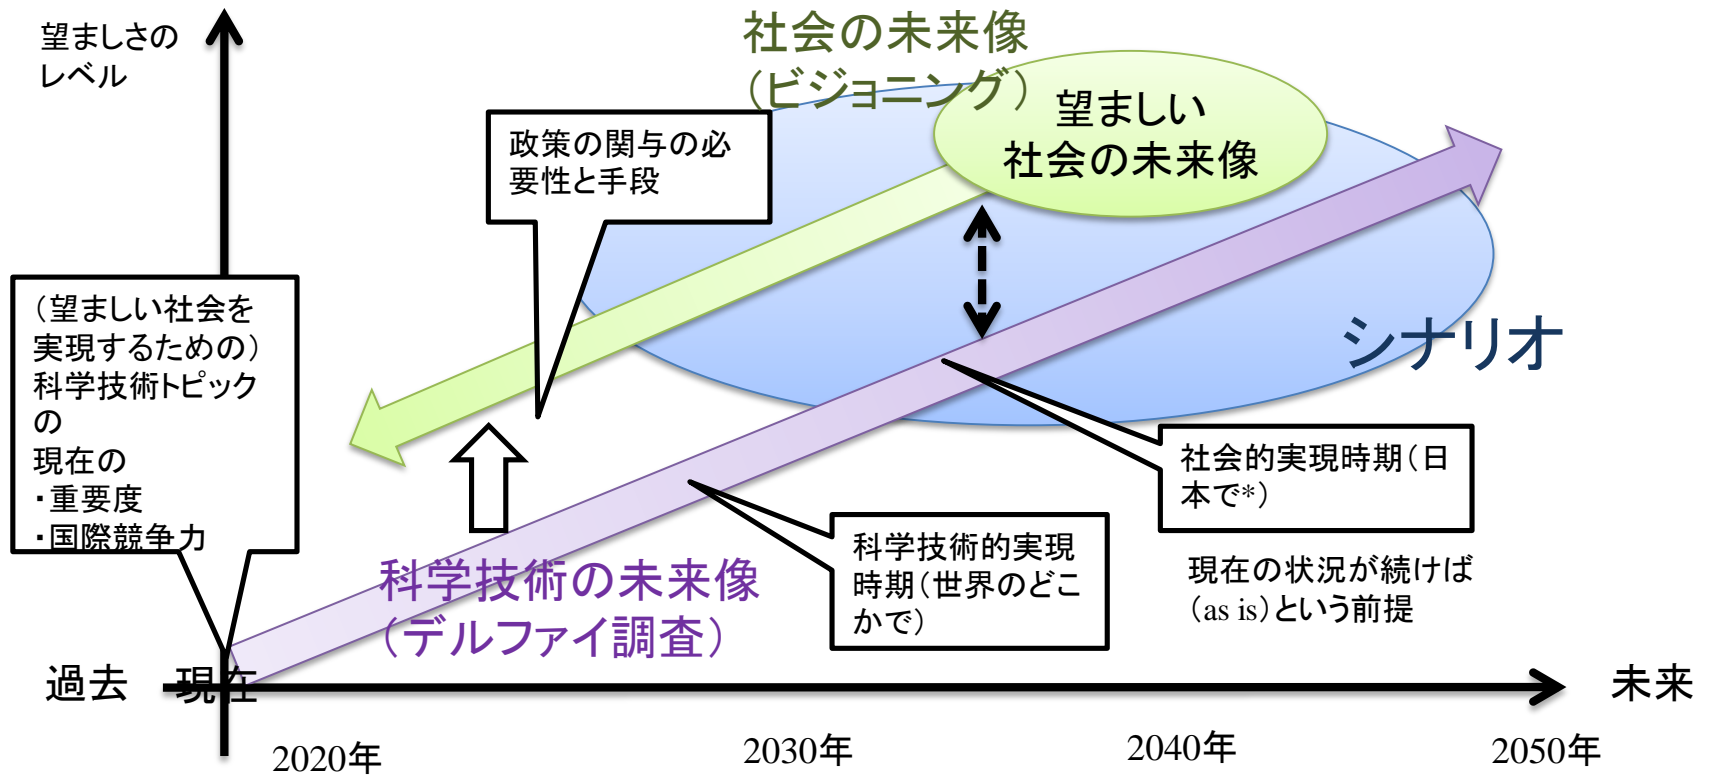 望ましさの
レベル
社会の未来像
（ビジョニング）
望ましい
社会の未来像
政策の関与の必
要性と手段
（望ましい社会を
実現するための）
科学技術トピック
の
現在の
・重要度
・国際競争力
シナリオ
社会的実現時期（日
本で*）
科学技術的実現
時期（世界のどこ
かで）
現在の状況が続けば
（as is）という前提
科学技術の未来像
（デルファイ調査）
過去
現在
未来
2020年
2030年
2040年
2050年